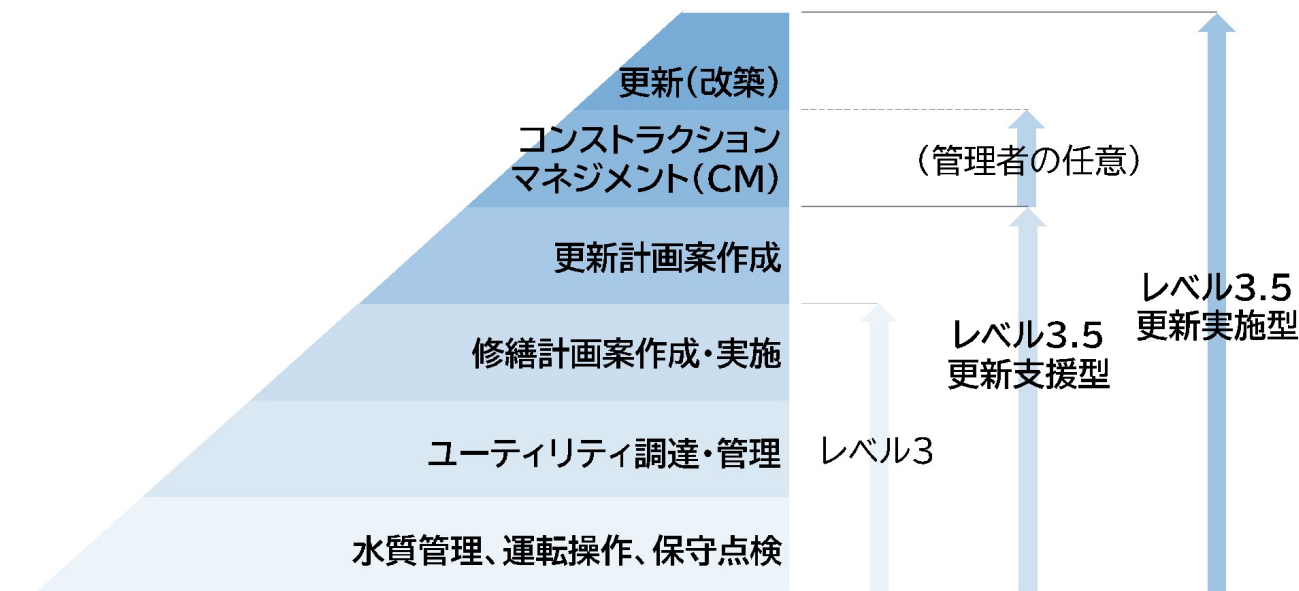 更新(改築)
コンストラクション
マネジメント(CM)
(管理者の任意)
更新計画案作成
レベル3.5
更新実施型
レベル3.5
更新支援型
修繕計画案作成・実施
ユーティリティ調達・管理
レベル3
水質管理、運転操作、保守点検